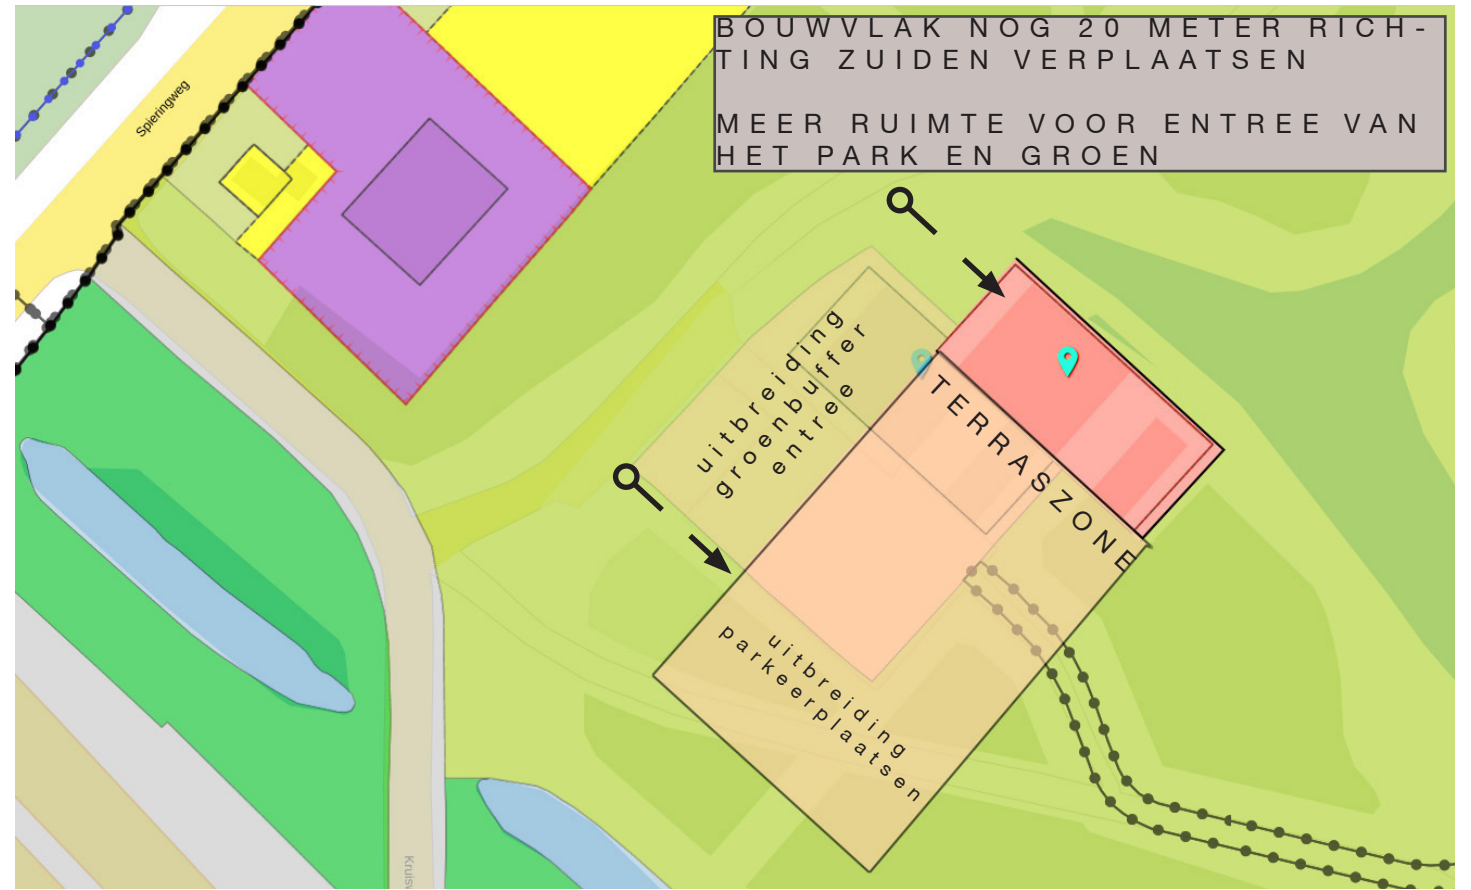 BOUWVLAK NOG 20 METER RICH-
TING ZUIDEN VERPLAATSEN
MEER RUIMTE VOOR ENTREE VAN
HET PARK EN GROEN
Spieringweg
uitbreiding
groenbuffer
entree
TERRASZONE
uitbreiding
parkeerplaatsen